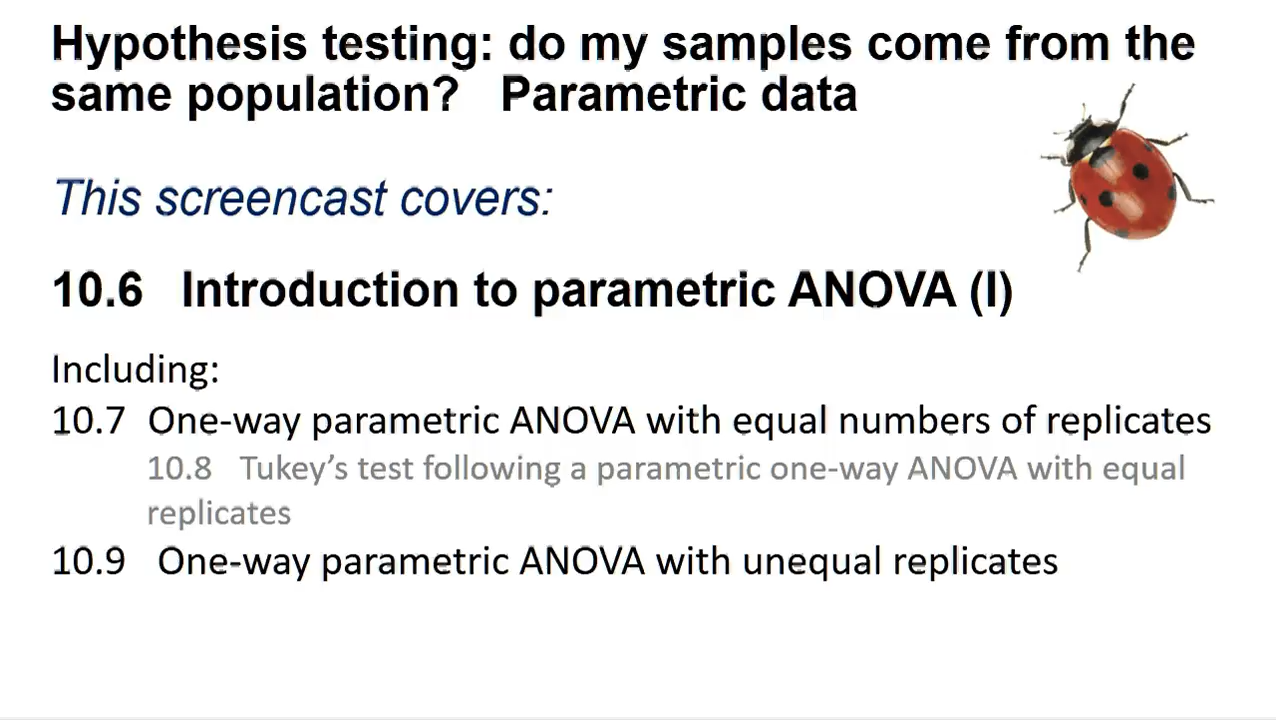 Hypothesis testing: do my samples come from the
same population? Parametric data
This screencast covers:
10.6 Introduction to parametric ANOVA (I)
Including:
10.7 One-way parametric ANOVA with equal numbers of replicates
10.8 Tukey’s test following a parametric one-way ANOVA with equal
replicates
10.9 One-way parametric ANOVA with unequal replicates